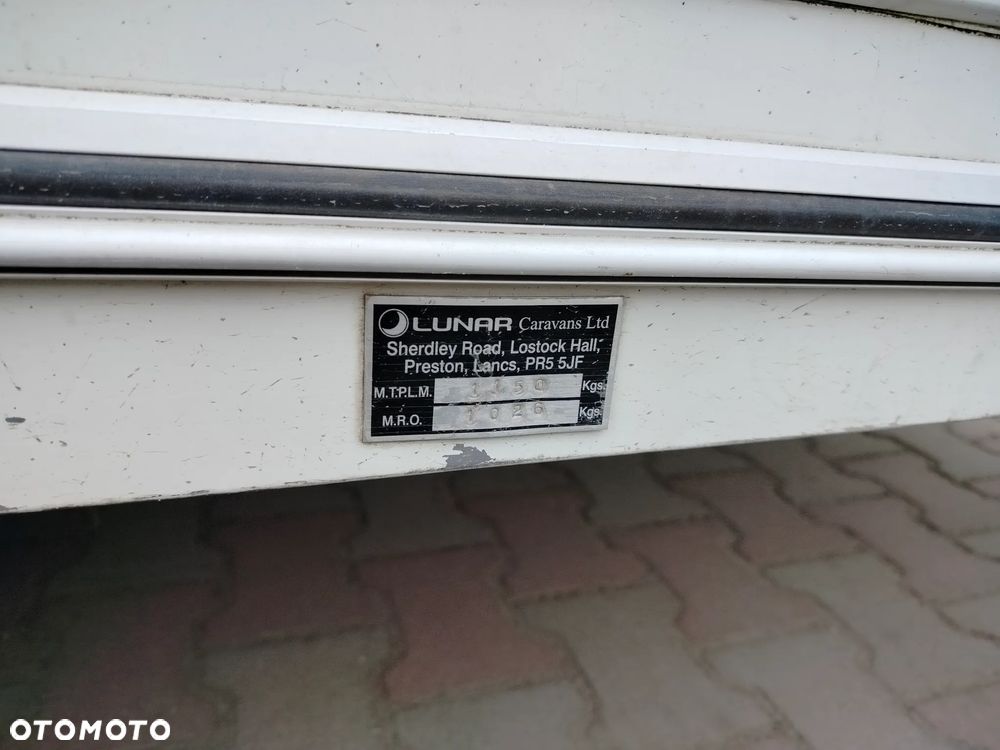 LUNAR Caravans Ltd
Sherdley Road, Lostock Hall,
Preston, Lancs, PR5 5JF
M.T.P.L.M. 1150 Kgs.
M.R.O. 1026 Kgs.
OTOMOTO